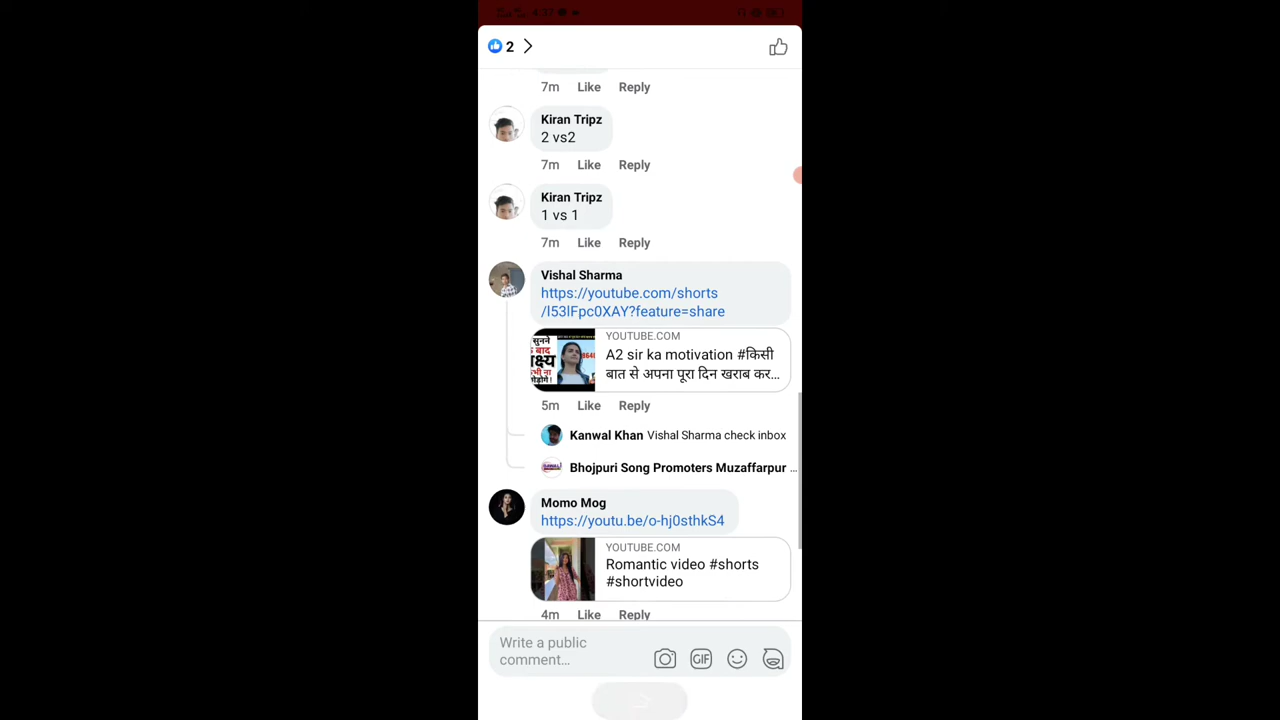 4:37
2
7m Like Reply
Kiran Tripz
2 vs2
7m Like Reply
Kiran Tripz
1 vs 1
7m Like Reply
Vishal Sharma
https://youtube.com/shorts
/l53lFpc0XAY?feature=share
YOUTUBE.COM
A2 sir ka motivation #किसी
बात से अपना पूरा दिन खराब कर...
5m Like Reply
Kanwal Khan Vishal Sharma check inbox
Bhojpuri Song Promoters Muzaffarpur ...
Momo Mog
https://youtu.be/o-hj0sthkS4
YOUTUBE.COM
Romantic video #shorts
#shortvideo
4m Like Reply
Write a public
comment...
GIF